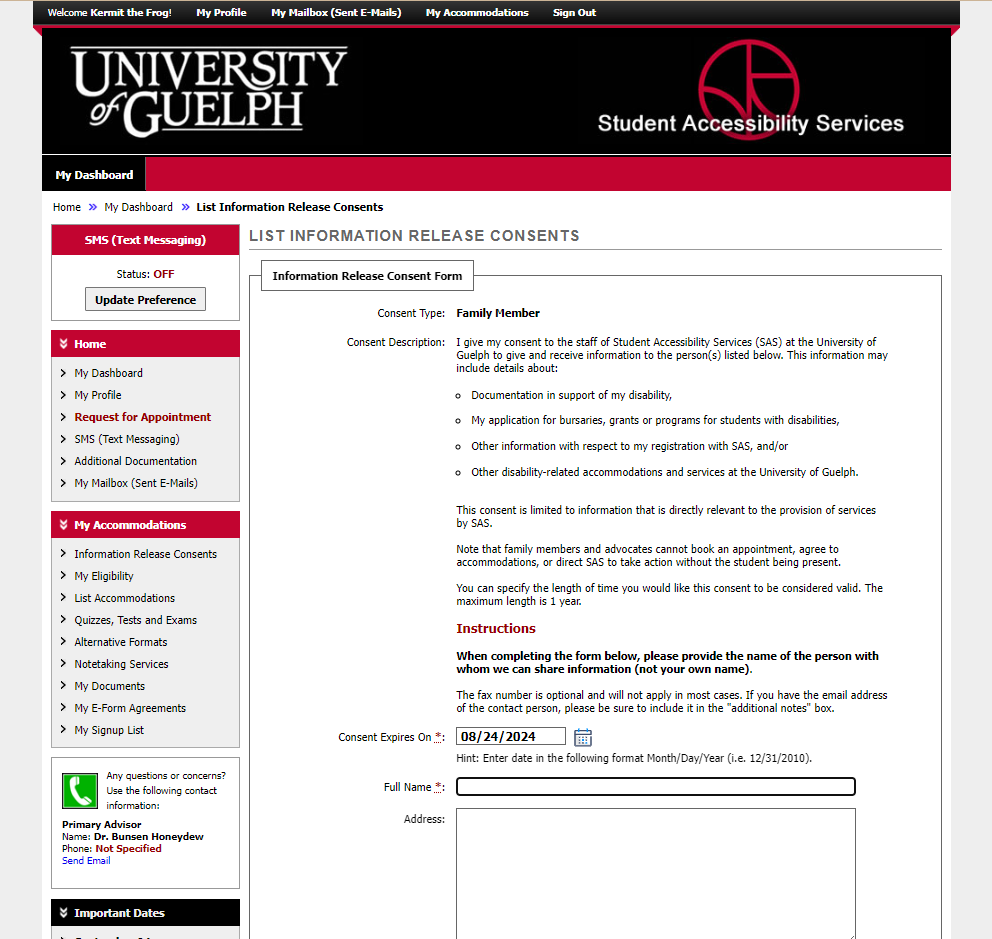 Welcome Kermit the Frog! My Profile My Mailbox (Sent E-Mails) My Accommodations Sign Out
UNIVERSITY
of GUELPH
Student Accessibility Services
My Dashboard
Home » My Dashboard » List Information Release Consents
SMS (Text Messaging)
Status: OFF
Update Preference
Home
My Dashboard
My Profile
Request for Appointment
SMS (Text Messaging)
Additional Documentation
My Mailbox (Sent E-Mails)
My Accommodations
Information Release Consents
My Eligibility
List Accommodations
Quizzes, Tests and Exams
Alternative Formats
Notetaking Services
My Documents
My E-Form Agreements
My Signup List
Any questions or concerns?
Use the following contact
information:
Primary Advisor
Name: Dr. Bunsen Honeydew
Phone: Not Specified
Send Email
Important Dates
LIST INFORMATION RELEASE CONSENTS
Information Release Consent Form
Consent Type: Family Member
Consent Description: I give my consent to the staff of Student Accessibility Services (SAS) at the University of
Guelph to give and receive information to the person(s) listed below. This information may
include details about:
Documentation in support of my disability,
My application for bursaries, grants or programs for students with disabilities,
Other information with respect to my registration with SAS, and/or
Other disability-related accommodations and services at the University of Guelph.
This consent is limited to information that is directly relevant to the provision of services
by SAS.
Note that family members and advocates cannot book an appointment, agree to
accommodations, or direct SAS to take action without the student being present.
You can specify the length of time you would like this consent to be considered valid. The
maximum length is 1 year.
Instructions
When completing the form below, please provide the name of the person with
whom we can share information (not your own name).
The fax number is optional and will not apply in most cases. If you have the email address
of the contact person, please be sure to include it in the "additional notes" box.
Consent Expires On *: 08/24/2024
Hint: Enter date in the following format Month/Day/Year (i.e. 12/31/2010).
Full Name *:
Address: